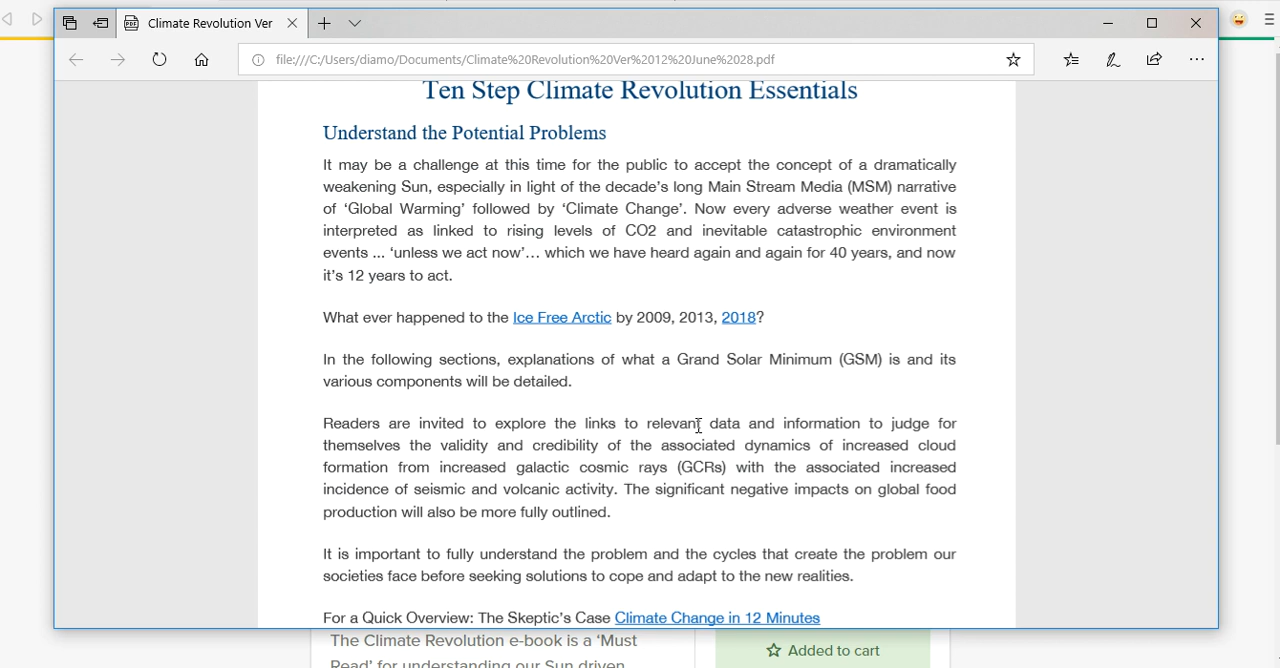 Climate Revolution Ver
file:///C:/Users/diamo/Documents/Climate%20Revolution%20Ver%2012%20June%2028.pdf
Ten Step Climate Revolution Essentials
Understand the Potential Problems
It may be a challenge at this time for the public to accept the concept of a dramatically
weakening Sun, especially in light of the decade’s long Main Stream Media (MSM) narrative
of ‘Global Warming’ followed by ‘Climate Change’. Now every adverse weather event is
interpreted as linked to rising levels of CO2 and inevitable catastrophic environment
events ... ‘unless we act now’... which we have heard again and again for 40 years, and now
it’s 12 years to act.
What ever happened to the Ice Free Arctic by 2009, 2013, 2018?
In the following sections, explanations of what a Grand Solar Minimum (GSM) is and its
various components will be detailed.
Readers are invited to explore the links to relevant data and information to judge for
themselves the validity and credibility of the associated dynamics of increased cloud
formation from increased galactic cosmic rays (GCRs) with the associated increased
incidence of seismic and volcanic activity. The significant negative impacts on global food
production will also be more fully outlined.
It is important to fully understand the problem and the cycles that create the problem our
societies face before seeking solutions to cope and adapt to the new realities.
For a Quick Overview: The Skeptic’s Case Climate Change in 12 Minutes
The Climate Revolution e-book is a ‘Must
Read’ for understanding our Sun driven
Added to cart